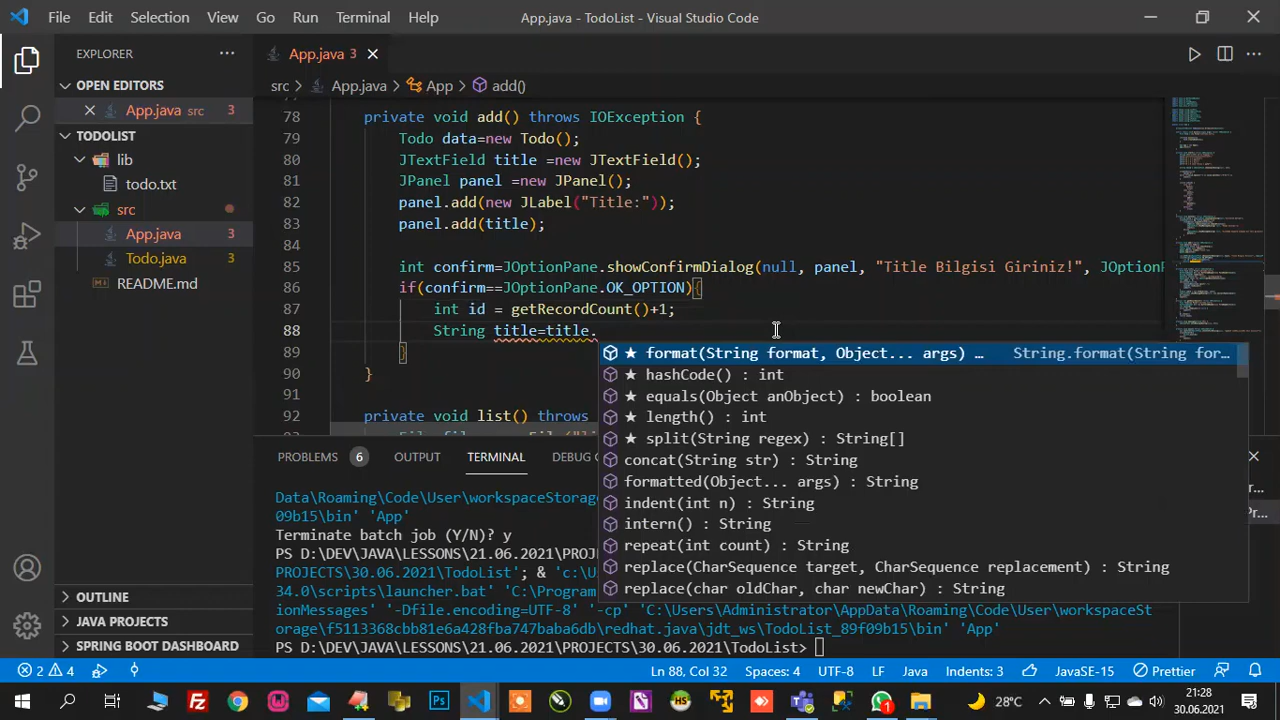 File Edit Selection View Go Run Terminal Help App.java - TodoList - Visual Studio Code
EXPLORER
App.java 3
OPEN EDITORS
src App.java App add()
App.java src 3
TODOLIST
lib
todo.txt
src
App.java 3
Todo.java 2
README.md
78 private void add() throws IOException {
79 Todo data=new Todo();
80 JTextField title =new JTextField();
81 JPanel panel =new JPanel();
82 panel.add(new JLabel("Title:"));
83 panel.add(title);
84
85 int confirm=JOptionPane.showConfirmDialog(null, panel, "Title Bilgisi Giriniz!", JOptionP
86 if(confirm==JOptionPane.OK_OPTION){
87 int id = getRecordCount()+1;
88 String title=title.
89 }
90 }
91
92 private void list() throws
format(String format, Object... args) … String.format(String for…
hashCode() : int
equals(Object anObject) : boolean
length() : int
split(String regex) : String[]
concat(String str) : String
formatted(Object... args) : String
indent(int n) : String
intern() : String
repeat(int count) : String
replace(CharSequence target, CharSequence replacement) : String
replace(char oldChar, char newChar) : String
PROBLEMS 6 OUTPUT TERMINAL DEBUG
Data\Roaming\Code\User\workspaceStorag
09b15\bin' 'App'
Terminate batch job (Y/N)? y
PS D:\DEV\JAVA\LESSONS\21.06.2021\PROJ
PROJECTS\30.06.2021\TodoList'; & 'c:\U
34.0\scripts\launcher.bat' 'C:\Program
ionMessages' '-Dfile.encoding=UTF-8' '-cp' 'C:\Users\Administrator\AppData\Roaming\Code\User\workspaceSt
orage\f5113368cbb81e6a428fba747baba6db\redhat.java\jdt_ws\TodoList_89f09b15\bin' 'App'
PS D:\DEV\JAVA\LESSONS\21.06.2021\PROJECTS\30.06.2021\TodoList>
OUTLINE
JAVA PROJECTS
SPRING BOOT DASHBOARD
2 4 Ln 88, Col 32 Spaces: 4 UTF-8 LF Java Indents: 3 JavaSE-15 Prettier
28°C 21:28
30.06.2021